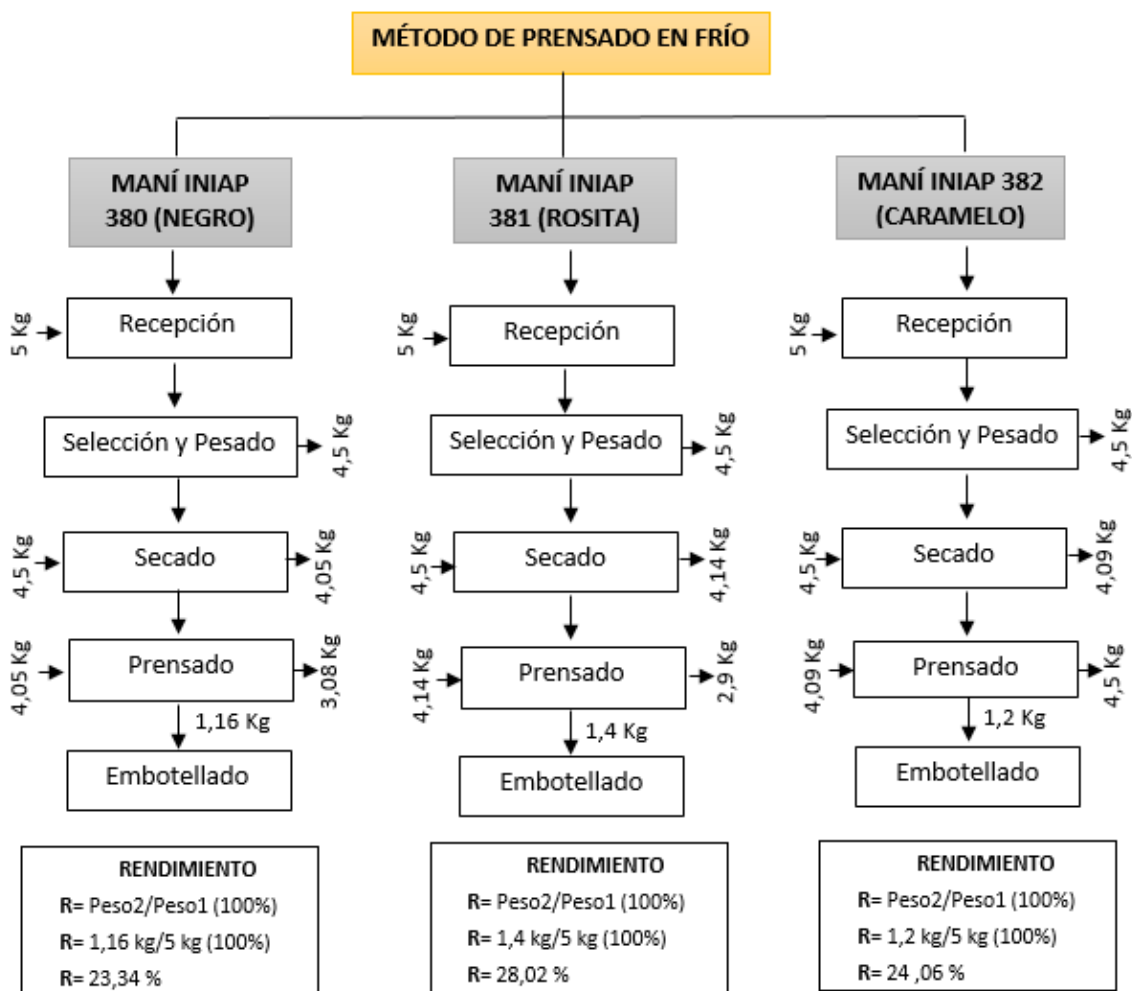 MÉTODO DE PRENSADO EN FRÍO
MANÍ INIAP
380 (NEGRO)
5 Kg
Recepción
Selección y Pesado
4,5 Kg
4,5 Kg
Secado
4,05 Kg
4,05 Kg
Prensado
3,08 Kg
1,16 Kg
Embotellado
RENDIMIENTO
R= Peso2/Peso1 (100%)
R= 1,16 kg/5 kg (100%)
R= 23,34 %
MANÍ INIAP
381 (ROSITA)
5 Kg
Recepción
Selección y Pesado
4,5 Kg
4,5 Kg
Secado
4,14 Kg
4,14 Kg
Prensado
2,9 Kg
1,4 Kg
Embotellado
RENDIMIENTO
R= Peso2/Peso1 (100%)
R= 1,4 kg/5 kg (100%)
R= 28,02 %
MANÍ INIAP 382
(CARAMELO)
5 Kg
Recepción
Selección y Pesado
4,5 Kg
4,5 Kg
Secado
4,09 Kg
4,09 Kg
Prensado
4,5 Kg
1,2 Kg
Embotellado
RENDIMIENTO
R= Peso2/Peso1 (100%)
R= 1,2 kg/5 kg (100%)
R= 24 ,06 %